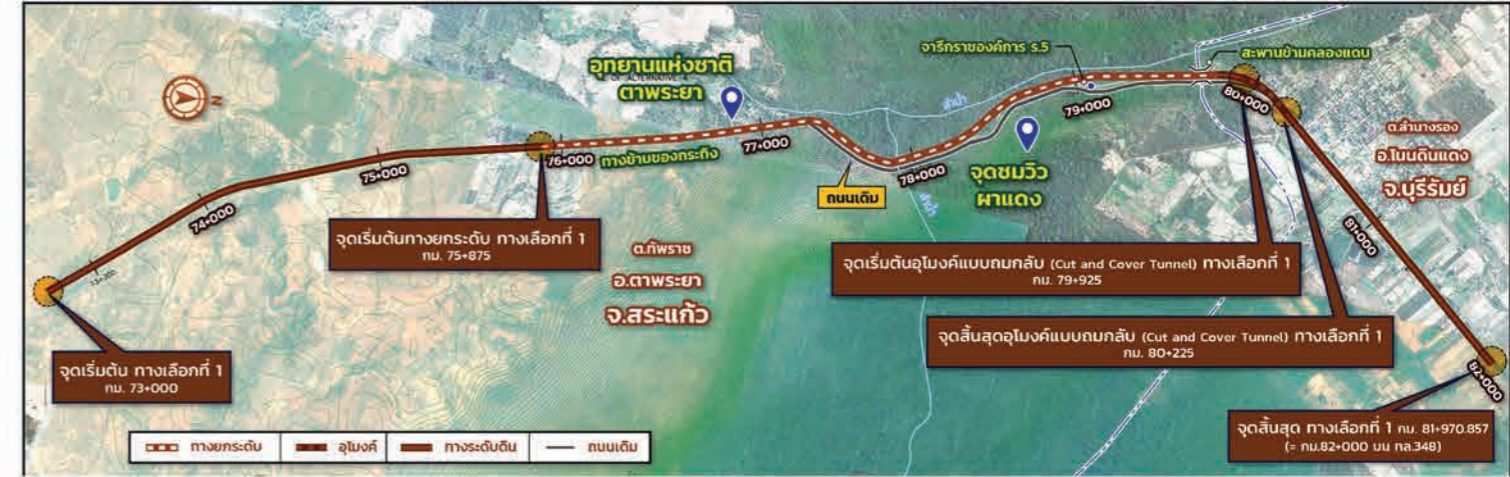 อุทยานแห่งชาติ
OF ALTERNATIVE
ตาพระยา
จารึกราชองค์การ ร.5
สะพานข้ามคลองแดน
N
ลำน้ำ
80+000
79+000
77+000
76+000
ทางข้ามของกระทิง
75+000
78+000
จุดชมวิว
ผาแดง
ถนนเดิม
ลำน้ำ
ต.ลำนางรอง
อ.โนนดินแดง
จ.บุรีรัมย์
74+000
81+000
จุดเริ่มต้นทางยกระดับ ทางเลือกที่ 1
กม. 75+875
ต.ทัพราช
อ.ตาพระยา
จ.สระแก้ว
จุดเริ่มต้นอุโมงค์แบบถมกลับ (Cut and Cover Tunnel) ทางเลือกที่ 1
กม. 79+925
จุดสิ้นสุดอุโมงค์แบบถมกลับ (Cut and Cover Tunnel) ทางเลือกที่ 1
กม. 80+225
จุดเริ่มต้น ทางเลือกที่ 1
กม. 73+000
82+000
จุดสิ้นสุด ทางเลือกที่ 1 กม. 81+970.857
(= กม.82+000 บน ทล.348)
ทางยกระดับ
อุโมงค์
ทางระดับดิน
ถนนเดิม